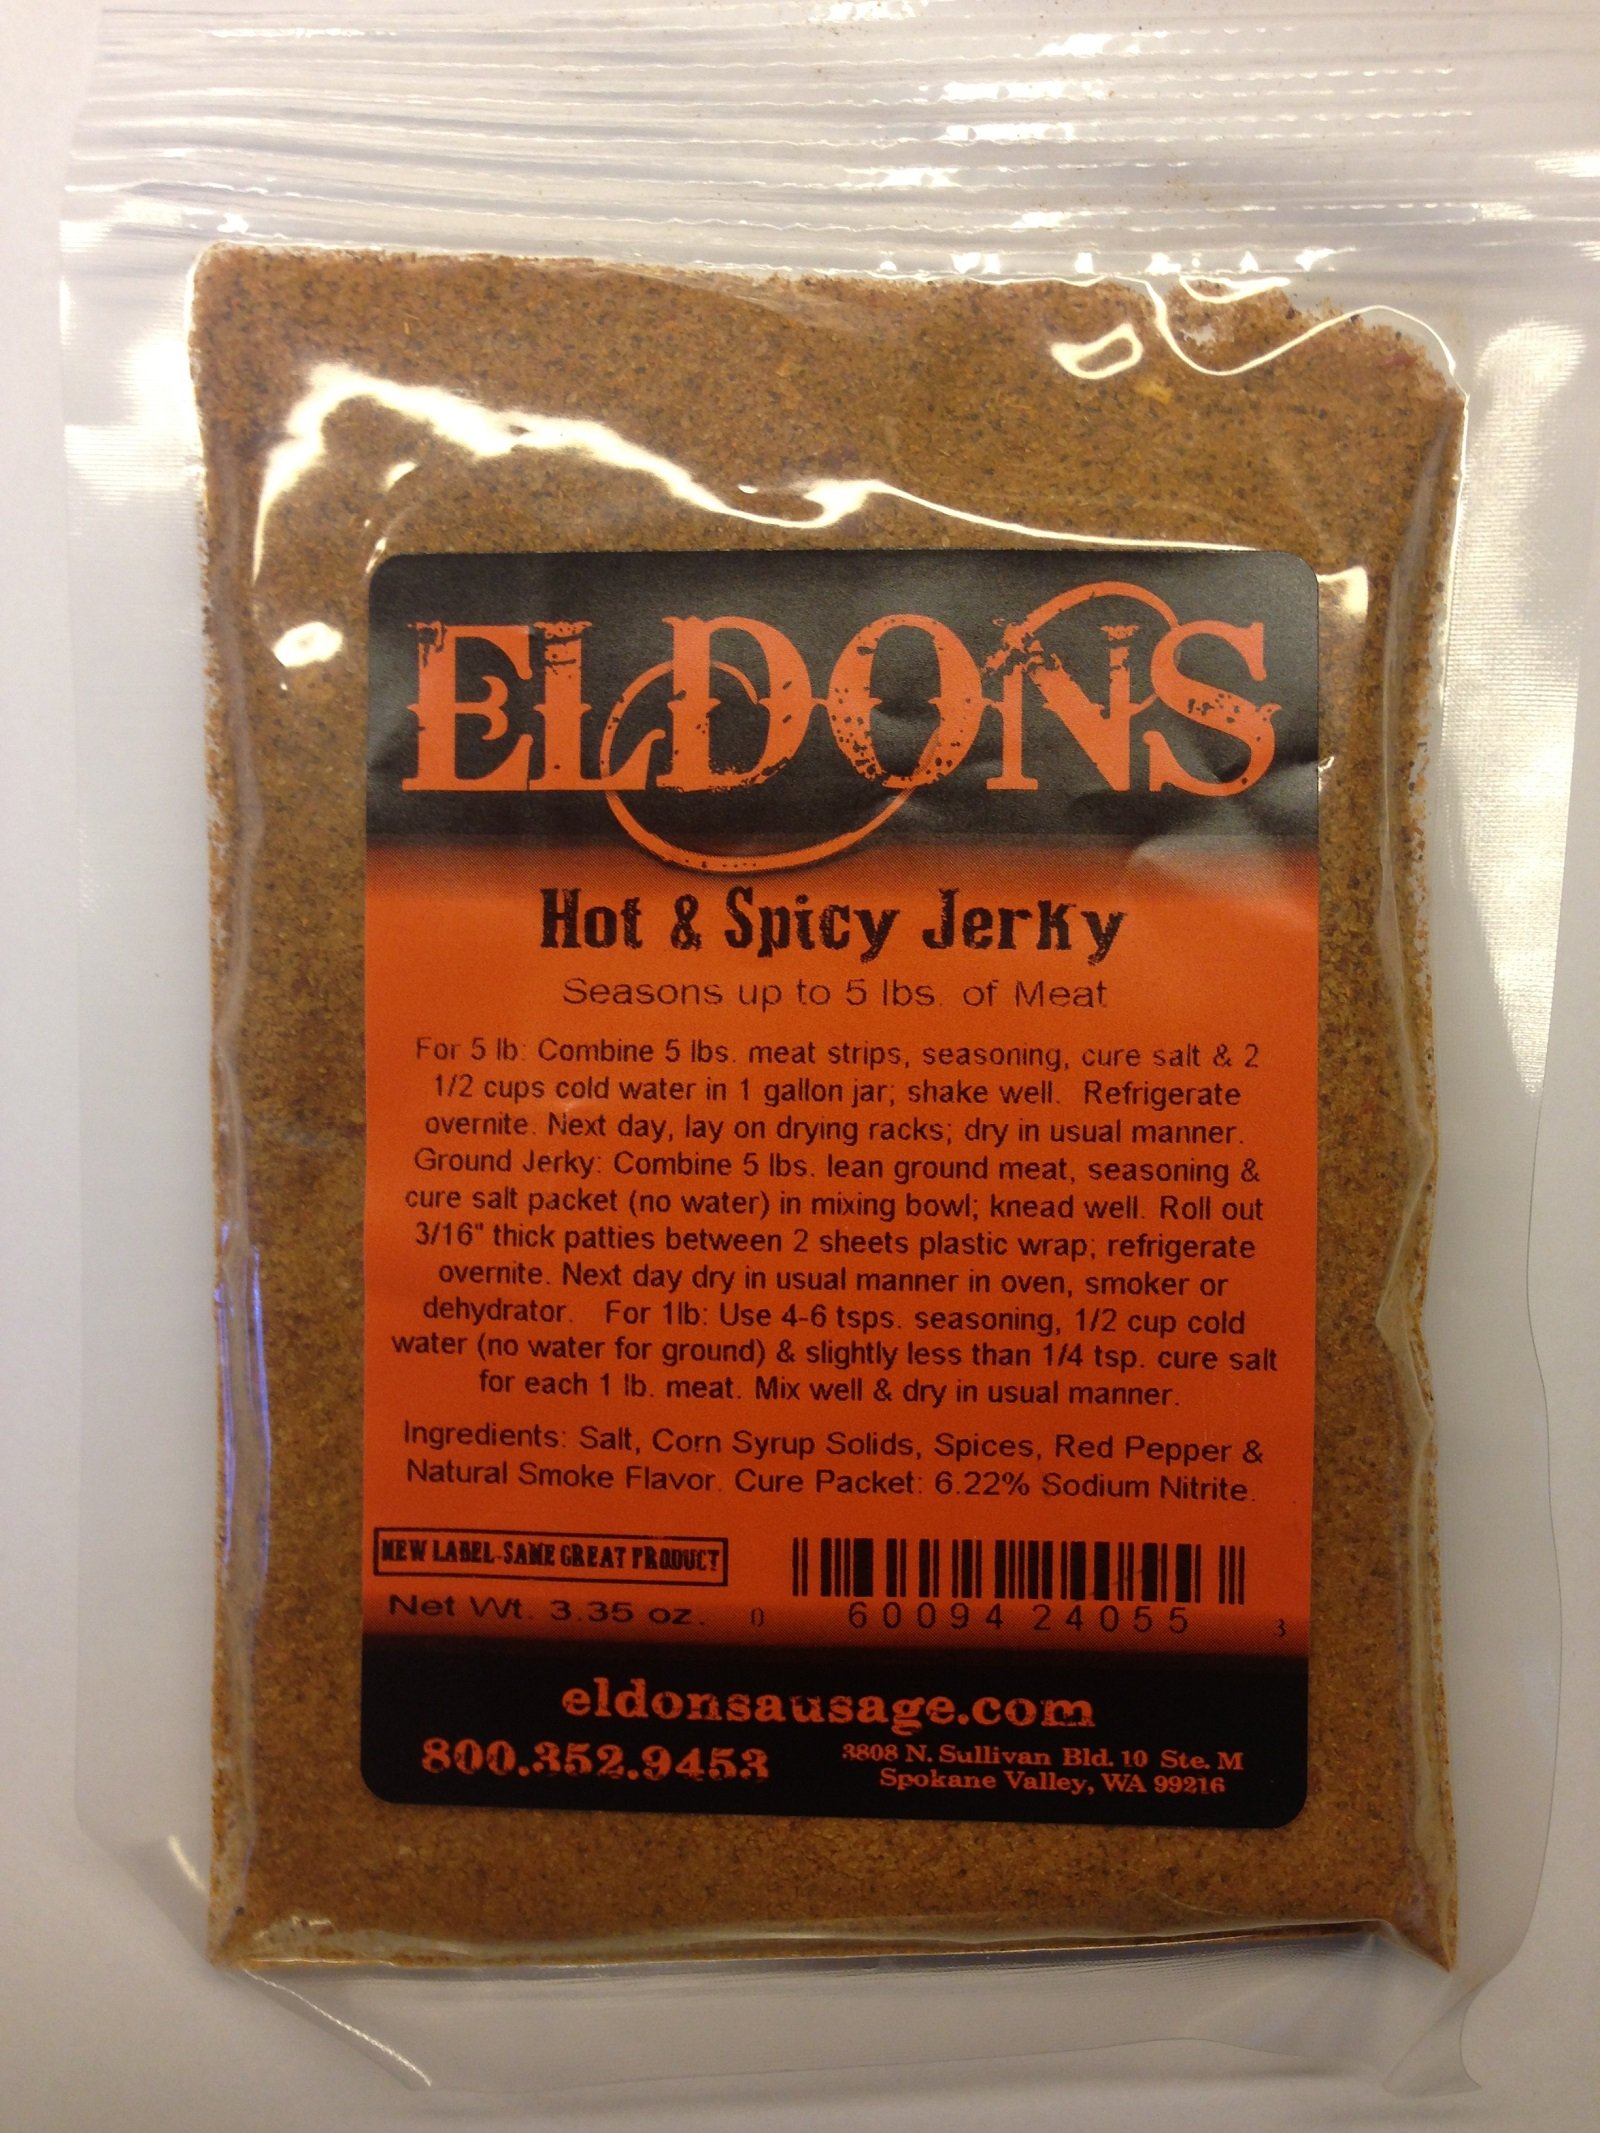 ELDONS
Hot & Spicy Jerky
Seasons up to 5 lbs. of Meat
For 5 lb: Combine 5 lbs. meat strips, seasoning, cure salt & 2
1/2 cups cold water in 1 gallon jar; shake well. Refrigerate
overnite. Next day, lay on drying racks; dry in usual manner.
Ground Jerky: Combine 5 lbs. lean ground meat, seasoning &
cure salt packet (no water) in mixing bowl; knead well. Roll out
3/16" thick patties between 2 sheets plastic wrap; refrigerate
overnite. Next day dry in usual manner in oven, smoker or
dehydrator. For 1lb: Use 4-6 tsps. seasoning, 1/2 cup cold
water (no water for ground) & slightly less than 1/4 tsp. cure salt
for each 1 lb. meat. Mix well & dry in usual manner.
Ingredients: Salt, Corn Syrup Solids, Spices, Red Pepper &
Natural Smoke Flavor. Cure Packet: 6.22% Sodium Nitrite.
NEW LABEL-SAME GREAT PRODUCT
Net Wt. 3.35 oz.
0 60094 24055 3
eldonsausage.com
800.352.9453
3808 N. Sullivan Bld. 10 Ste. M
Spokane Valley, WA 99216